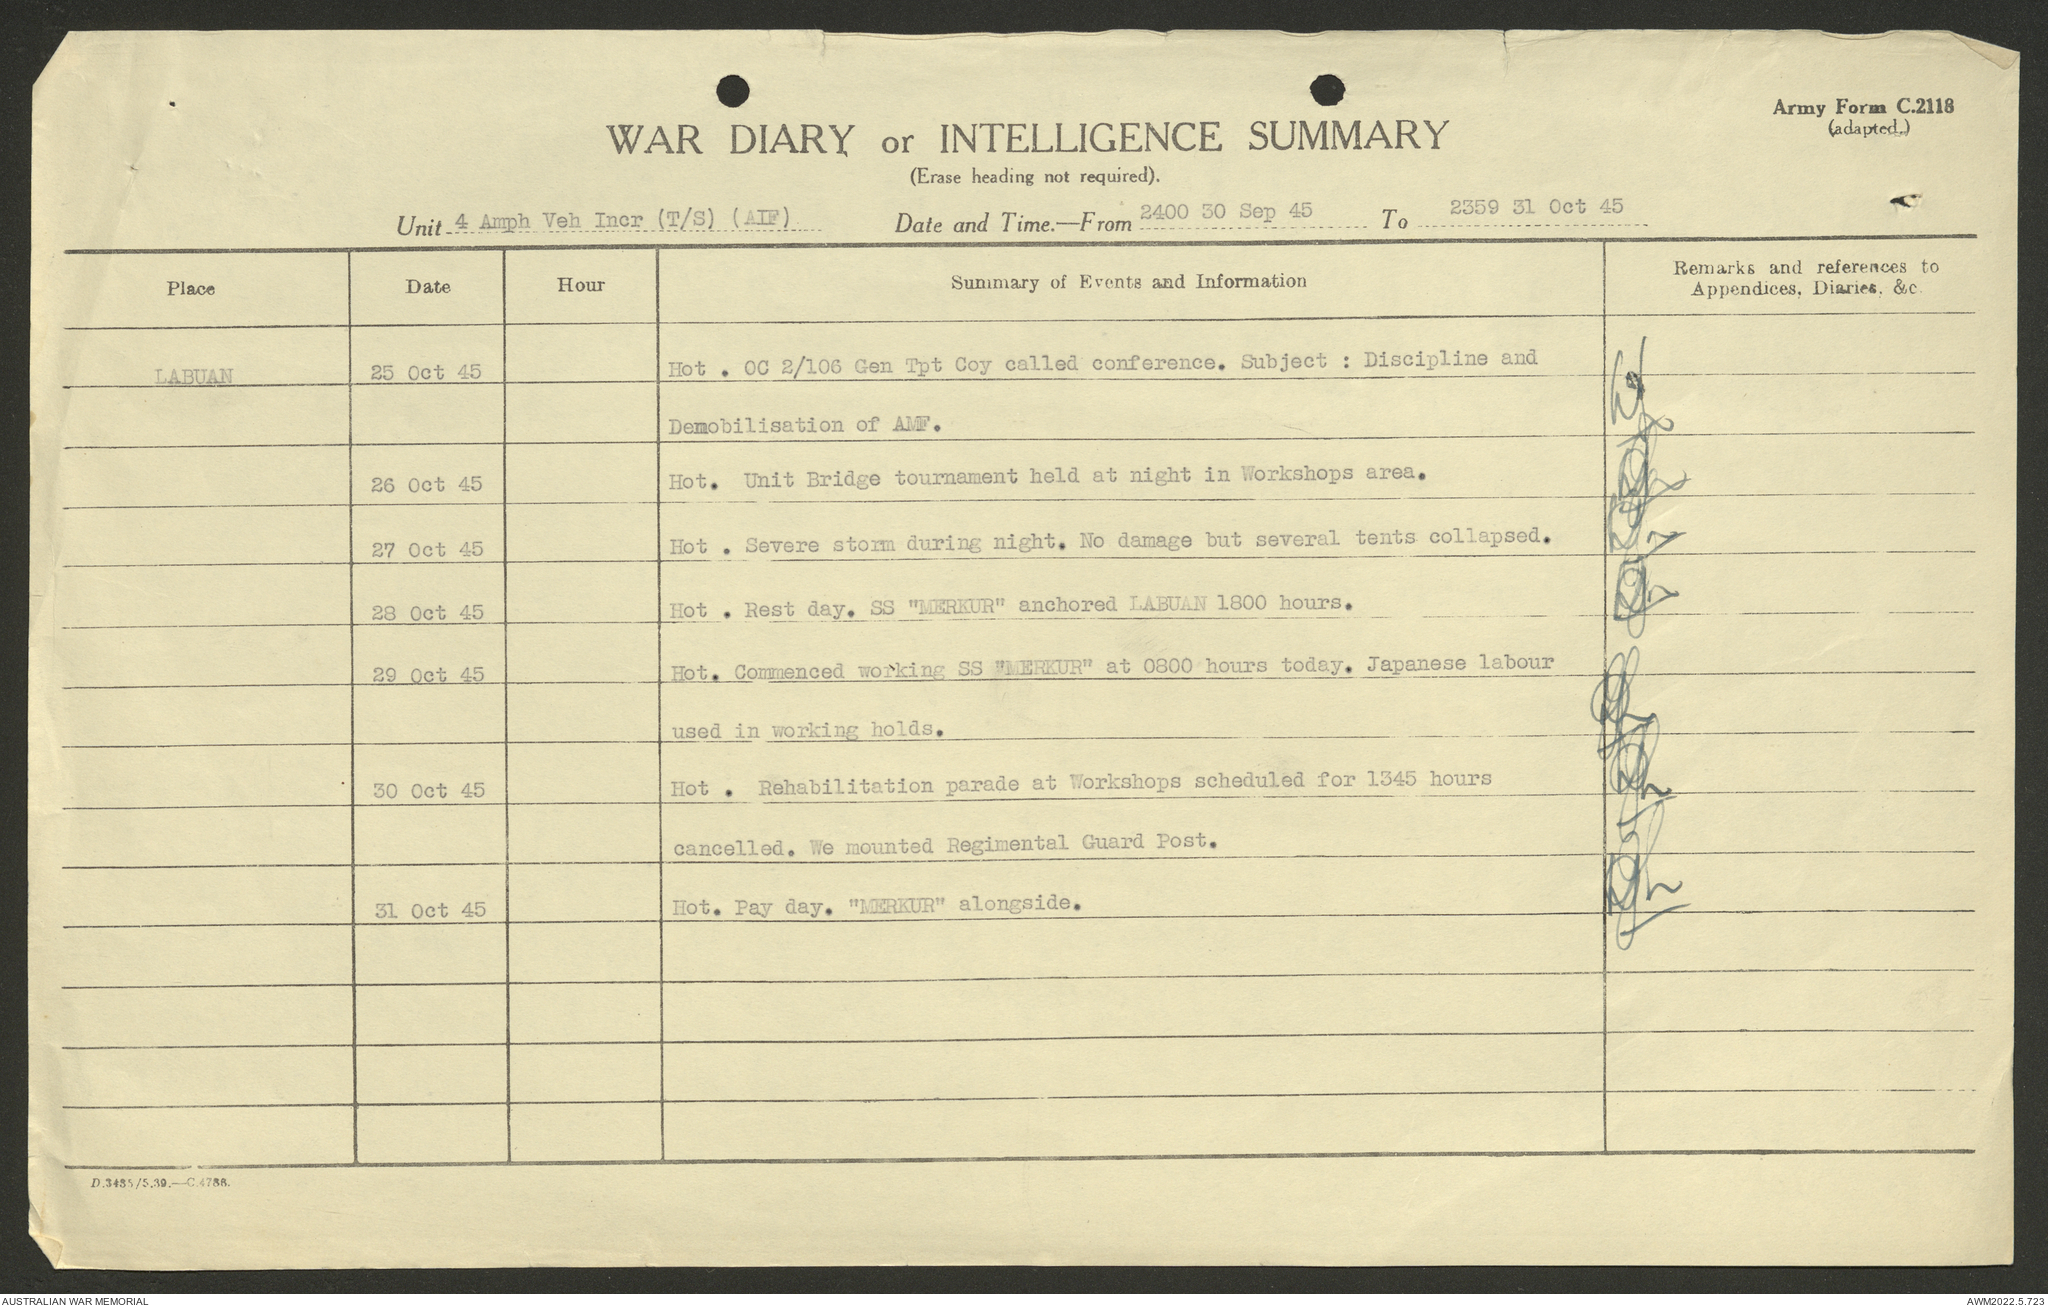 Army Form C.2118
(adapted.)
WAR DIARY or INTELLIGENCE SUMMARY
(Erase heading not required).
Unit 4 Amph Veh Incr (T/S) (AIF) Date and Time.—From 2400 30 Sep 45 To 2359 31 Oct 45
Place Date Hour Summary of Events and Information Remarks and references to
Appendices, Diaries, &c.
LABUAN 25 Oct 45 Hot . OC 2/106 Gen Tpt Coy called conference. Subject : Discipline and
Demobilisation of AMF.
26 Oct 45 Hot. Unit Bridge tournament held at night in Workshops area.
27 Oct 45 Hot . Severe storm during night. No damage but several tents collapsed.
28 Oct 45 Hot . Rest day. SS "MERKUR" anchored LABUAN 1800 hours.
29 Oct 45 Hot. Commenced working SS "MERKUR" at 0800 hours today. Japanese labour
used in working holds.
30 Oct 45 Hot . Rehabilitation parade at Workshops scheduled for 1345 hours
cancelled. We mounted Regimental Guard Post.
31 Oct 45 Hot. Pay day. "MERKUR" alongside.
D.3485/5.39.—C.4788.
AUSTRALIAN WAR MEMORIAL AWM2022.5.723